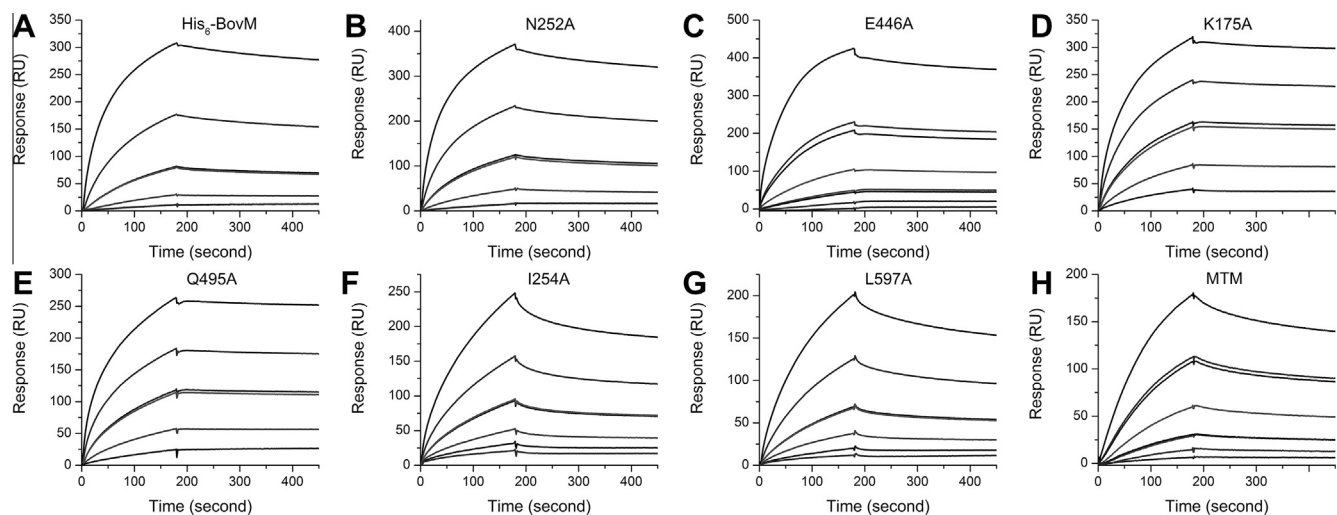 A
His6-BovM
Response (RU)
350
300
250
200
150
100
50
0
0 100 200 300 400
Time (second)
B
N252A
Response (RU)
400
300
200
100
0
0 100 200 300 400
Time (second)
C
E446A
Response (RU)
500
400
300
200
100
0
0 100 200 300 400
Time (second)
D
K175A
Response (RU)
350
300
250
200
150
100
50
0
0 100 200 300
Time (second)
E
Q495A
Response (RU)
300
250
200
150
100
50
0
0 100 200 300 400
Time (second)
F
I254A
Response (RU)
250
200
150
100
50
0
0 100 200 300 400
Time (second)
G
L597A
Response (RU)
200
150
100
50
0
0 100 200 300 400
Time (second)
H
MTM
Response (RU)
200
150
100
50
0
0 100 200 300
Time (second)